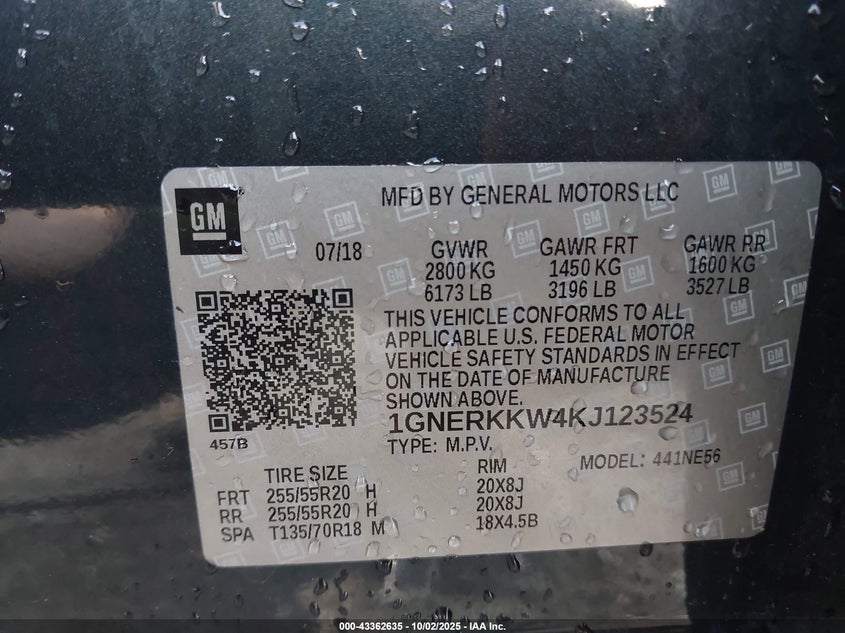 GM
MFD BY GENERAL MOTORS LLC
07/18 GVWR GAWR FRT GAWR RR
2800 KG 1450 KG 1600 KG
6173 LB 3196 LB 3527 LB
THIS VEHICLE CONFORMS TO ALL
APPLICABLE U.S. FEDERAL MOTOR
VEHICLE SAFETY STANDARDS IN EFFECT
ON THE DATE OF MANUFACTURE
SHOWN ABOVE.
1GNERKKW4KJ123524
457B
TYPE: M.P.V.
MODEL: 441NE56
TIRE SIZE RIM
FRT 255/55R20 H 20X8J
RR 255/55R20 H 20X8J
SPA T135/70R18 M 18X4.5B
000-43362635 - 10/02/2025 - IAA Inc.